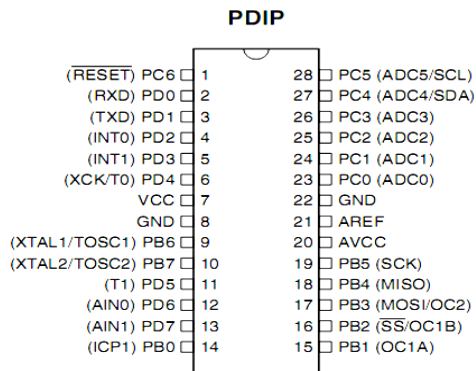 PDIP
(RESET) PC6 1 28 PC5 (ADC5/SCL)
(RXD) PD0 2 27 PC4 (ADC4/SDA)
(TXD) PD1 3 26 PC3 (ADC3)
(INT0) PD2 4 25 PC2 (ADC2)
(INT1) PD3 5 24 PC1 (ADC1)
(XCK/T0) PD4 6 23 PC0 (ADC0)
VCC 7 22 GND
GND 8 21 AREF
(XTAL1/TOSC1) PB6 9 20 AVCC
(XTAL2/TOSC2) PB7 10 19 PB5 (SCK)
(T1) PD5 11 18 PB4 (MISO)
(AIN0) PD6 12 17 PB3 (MOSI/OC2)
(AIN1) PD7 13 16 PB2 (SS/OC1B)
(ICP1) PB0 14 15 PB1 (OC1A)